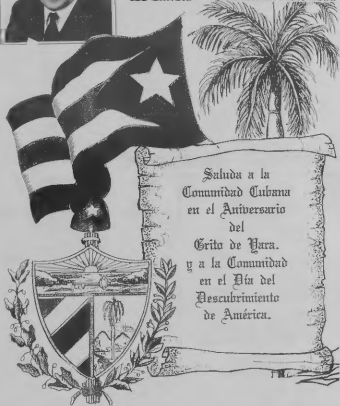 Saluda a la
Comunidad Cubana
en el Aniversario
del
Grito de Yara.
y a la Comunidad
en el Día del
Descubrimiento
de América.